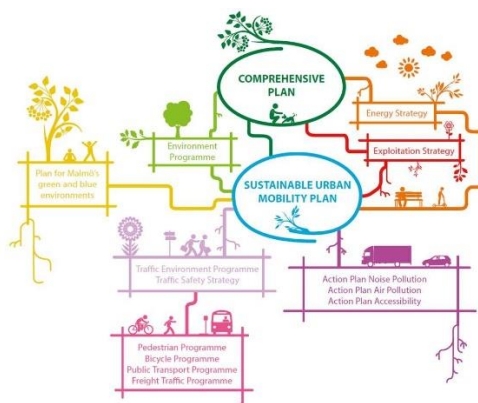 COMPREHENSIVE
PLAN
Energy Strategy
Environment
Programme
Exploitation Strategy
Plan for Malmö's
green and blue
environments
SUSTAINABLE URBAN
MOBILITY PLAN
Traffic Environment Programme
Traffic Safety Strategy
Action Plan Noise Pollution
Action Plan Air Pollution
Action Plan Accessibility
Pedestrian Programme
Bicycle Programme
Public Transport Programme
Freight Traffic Programme